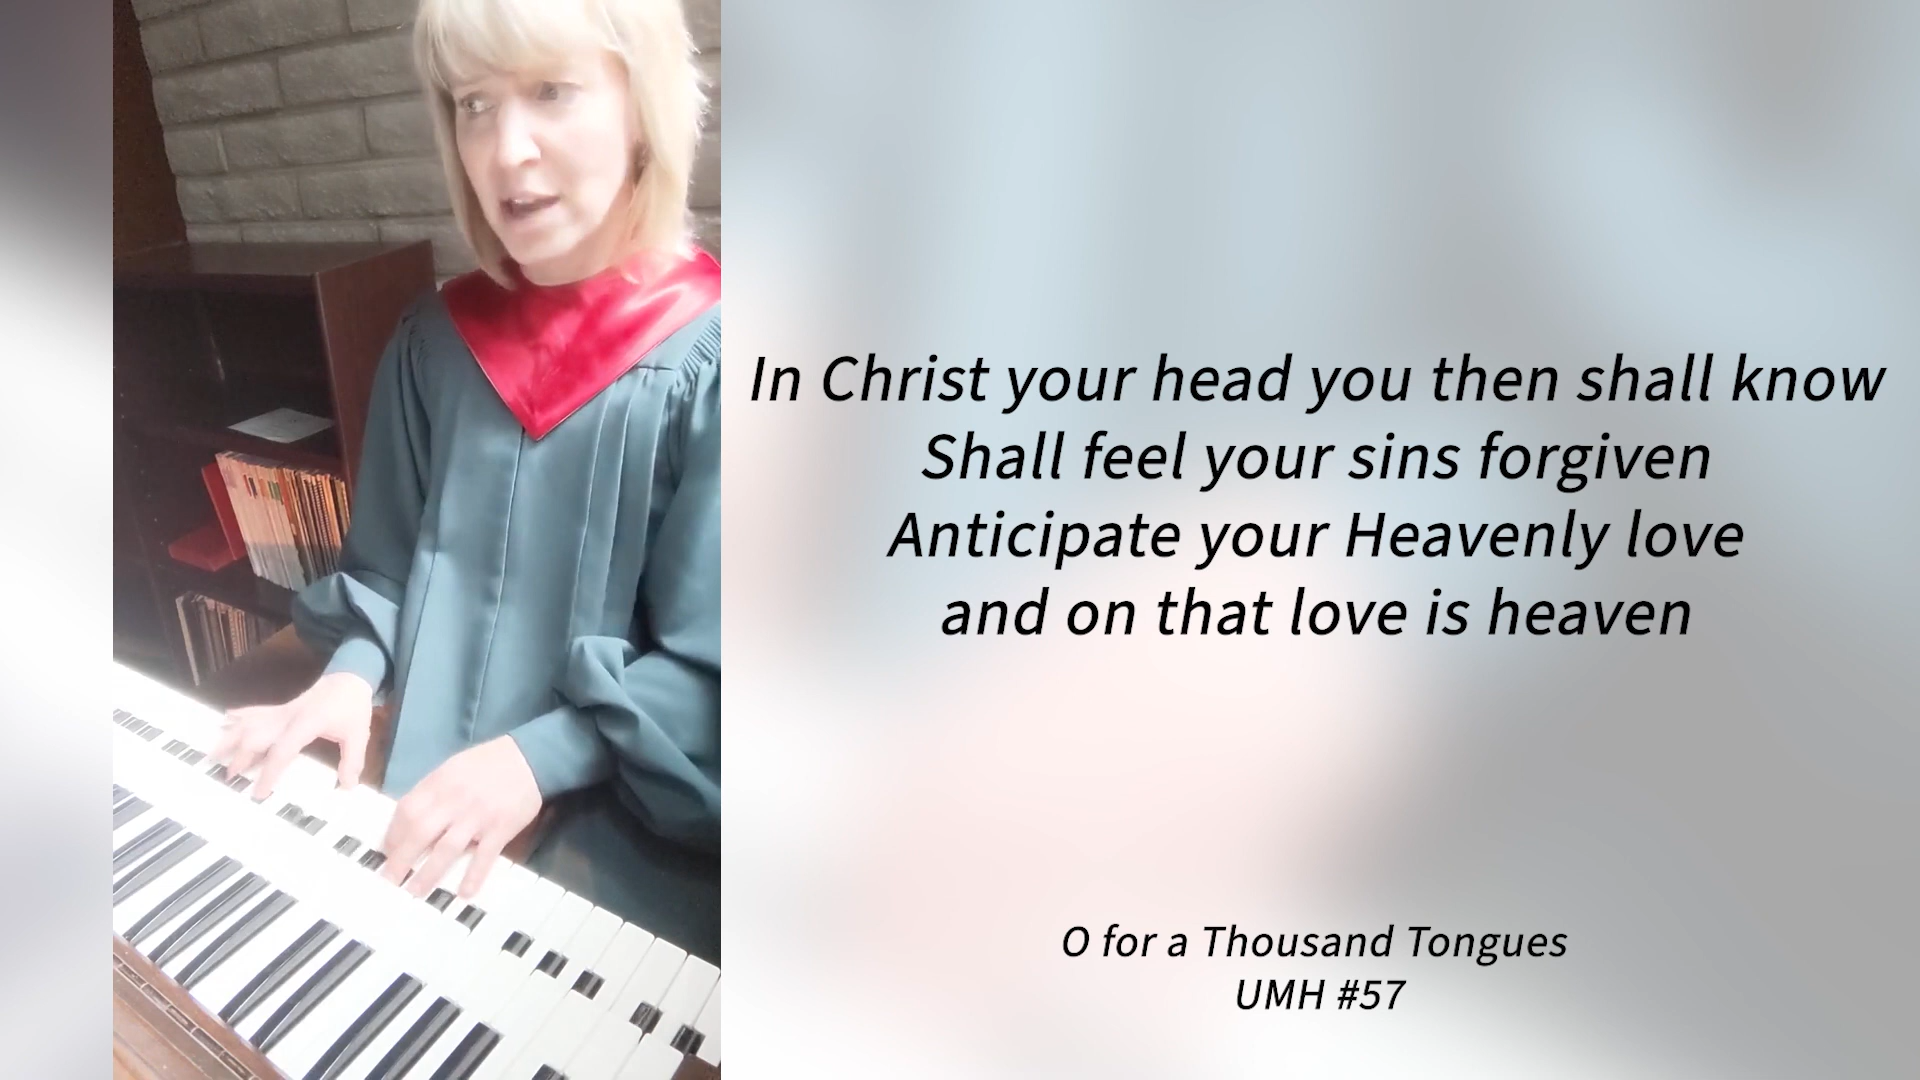 In Christ your head you then shall know
Shall feel your sins forgiven
Anticipate your Heavenly love
and on that love is heaven
O for a Thousand Tongues
UMH #57